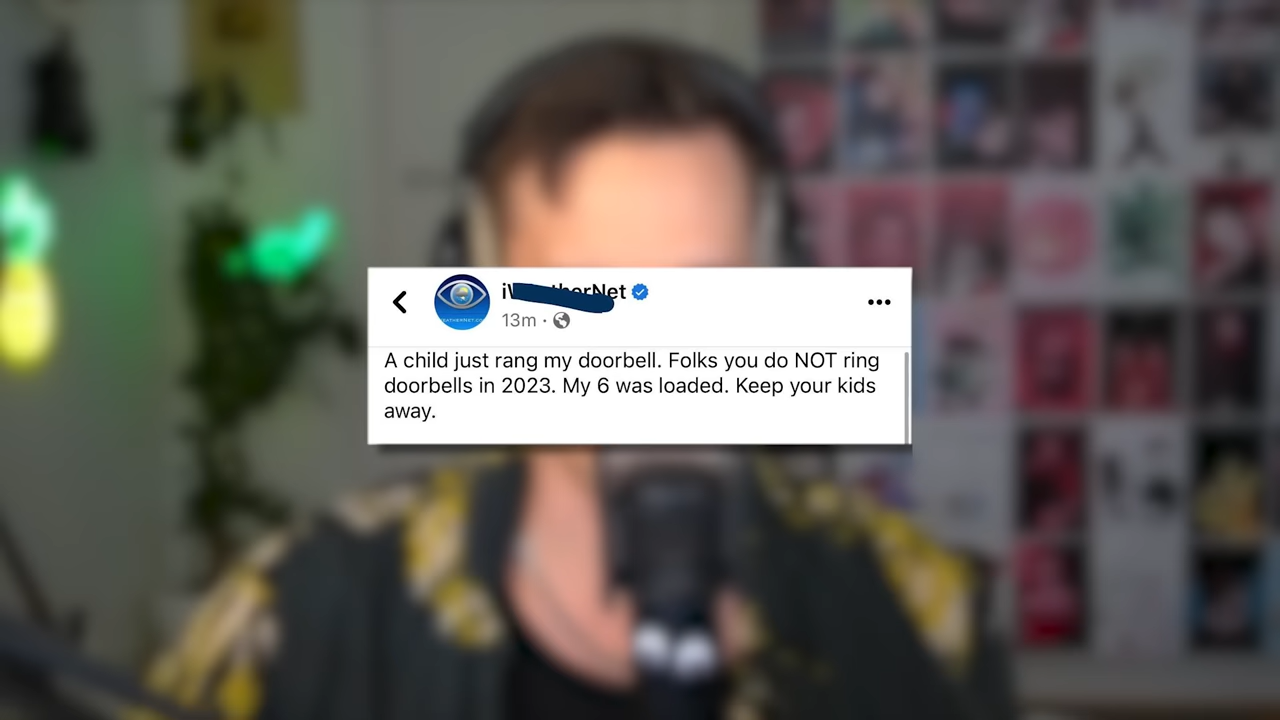 13m
A child just rang my doorbell. Folks you do NOT ring
doorbells in 2023. My 6 was loaded. Keep your kids
away.